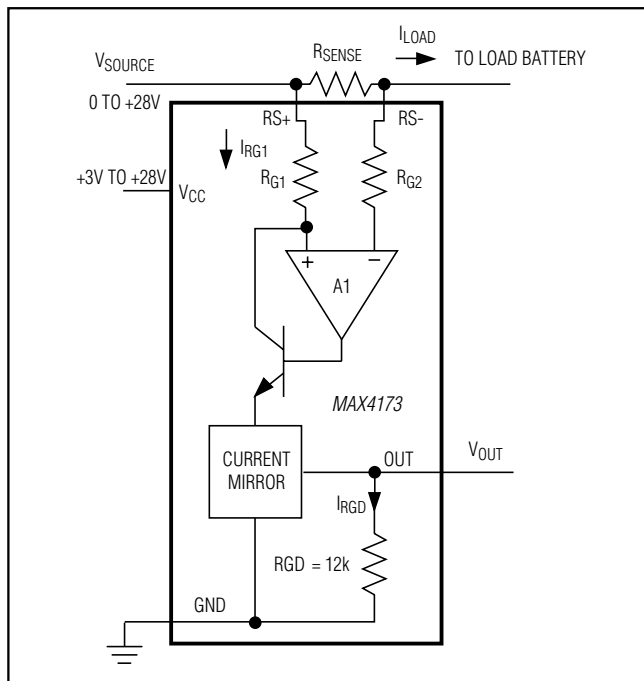 I_LOAD
R_SENSE
V_SOURCE
TO LOAD BATTERY
0 TO +28V
RS+
RS-
I_RG1
R_G1
R_G2
+3V TO +28V
V_CC
+
−
A1
MAX4173
CURRENT
MIRROR
OUT
V_OUT
I_RGD
RGD = 12k
GND